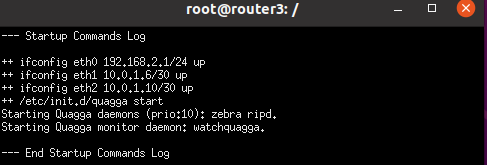 root@router3: /
--- Startup Commands Log
++ ifconfig eth0 192.168.2.1/24 up
++ ifconfig eth1 10.0.1.6/30 up
++ ifconfig eth2 10.0.1.10/30 up
++ /etc/init.d/quagga start
Starting Quagga daemons (prio:10): zebra ripd.
Starting Quagga monitor daemon: watchquagga.
--- End Startup Commands Log